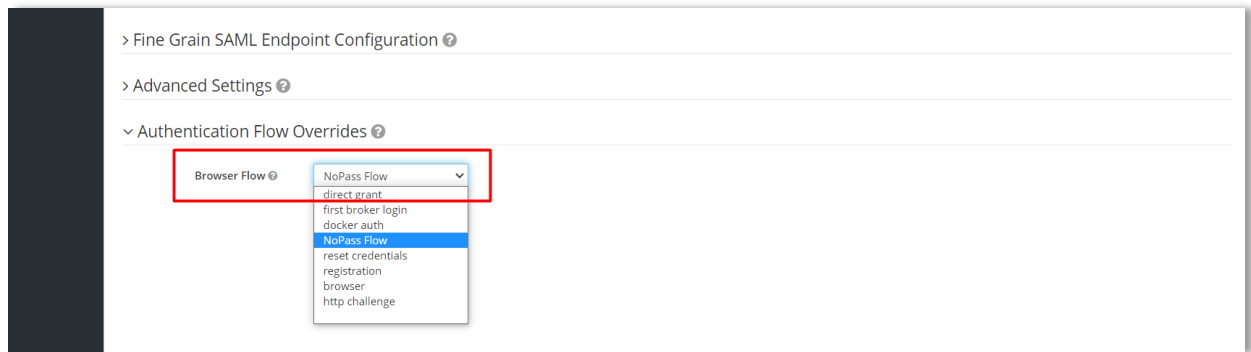 Fine Grain SAML Endpoint Configuration
Advanced Settings
Authentication Flow Overrides
Browser Flow NoPass Flow
direct grant
first broker login
docker auth
NoPass Flow
reset credentials
registration
browser
http challenge